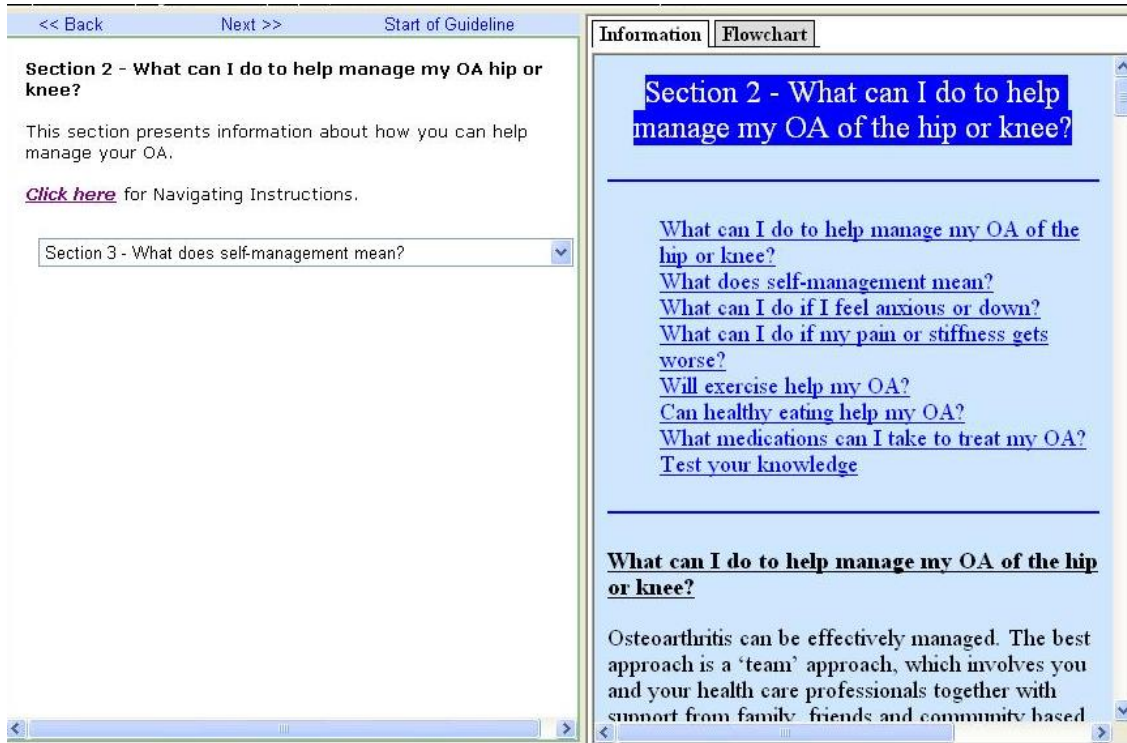 << Back Next >> Start of Guideline
Section 2 - What can I do to help manage my OA hip or
knee?
This section presents information about how you can help
manage your OA.
Click here for Navigating Instructions.
Section 3 - What does self-management mean?
Information Flowchart
Section 2 - What can I do to help
manage my OA of the hip or knee?
What can I do to help manage my OA of the
hip or knee?
What does self-management mean?
What can I do if I feel anxious or down?
What can I do if my pain or stiffness gets
worse?
Will exercise help my OA?
Can healthy eating help my OA?
What medications can I take to treat my OA?
Test your knowledge
What can I do to help manage my OA of the hip
or knee?
Osteoarthritis can be effectively managed. The best
approach is a ‘team’ approach, which involves you
and your health care professionals together with
support from family, friends and community based